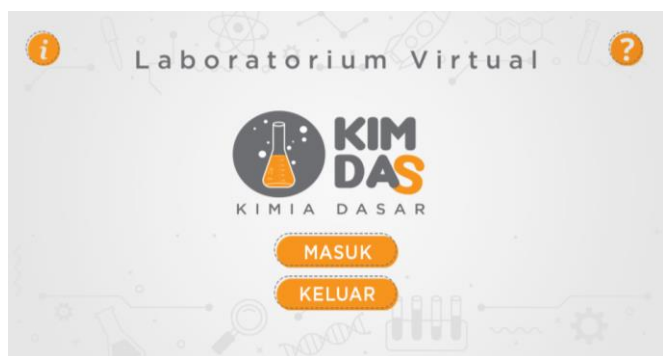 i
Laboratorium Virtual
?
KIM
DAS
KIMIA DASAR
MASUK
KELUAR